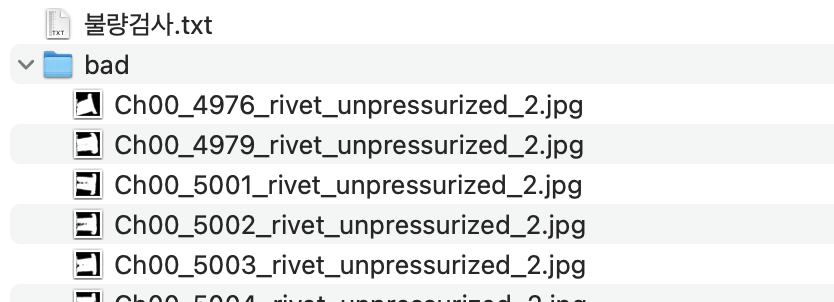 불량검사.txt
bad
Ch00_4976_rivet_unpressurized_2.jpg
Ch00_4979_rivet_unpressurized_2.jpg
Ch00_5001_rivet_unpressurized_2.jpg
Ch00_5002_rivet_unpressurized_2.jpg
Ch00_5003_rivet_unpressurized_2.jpg